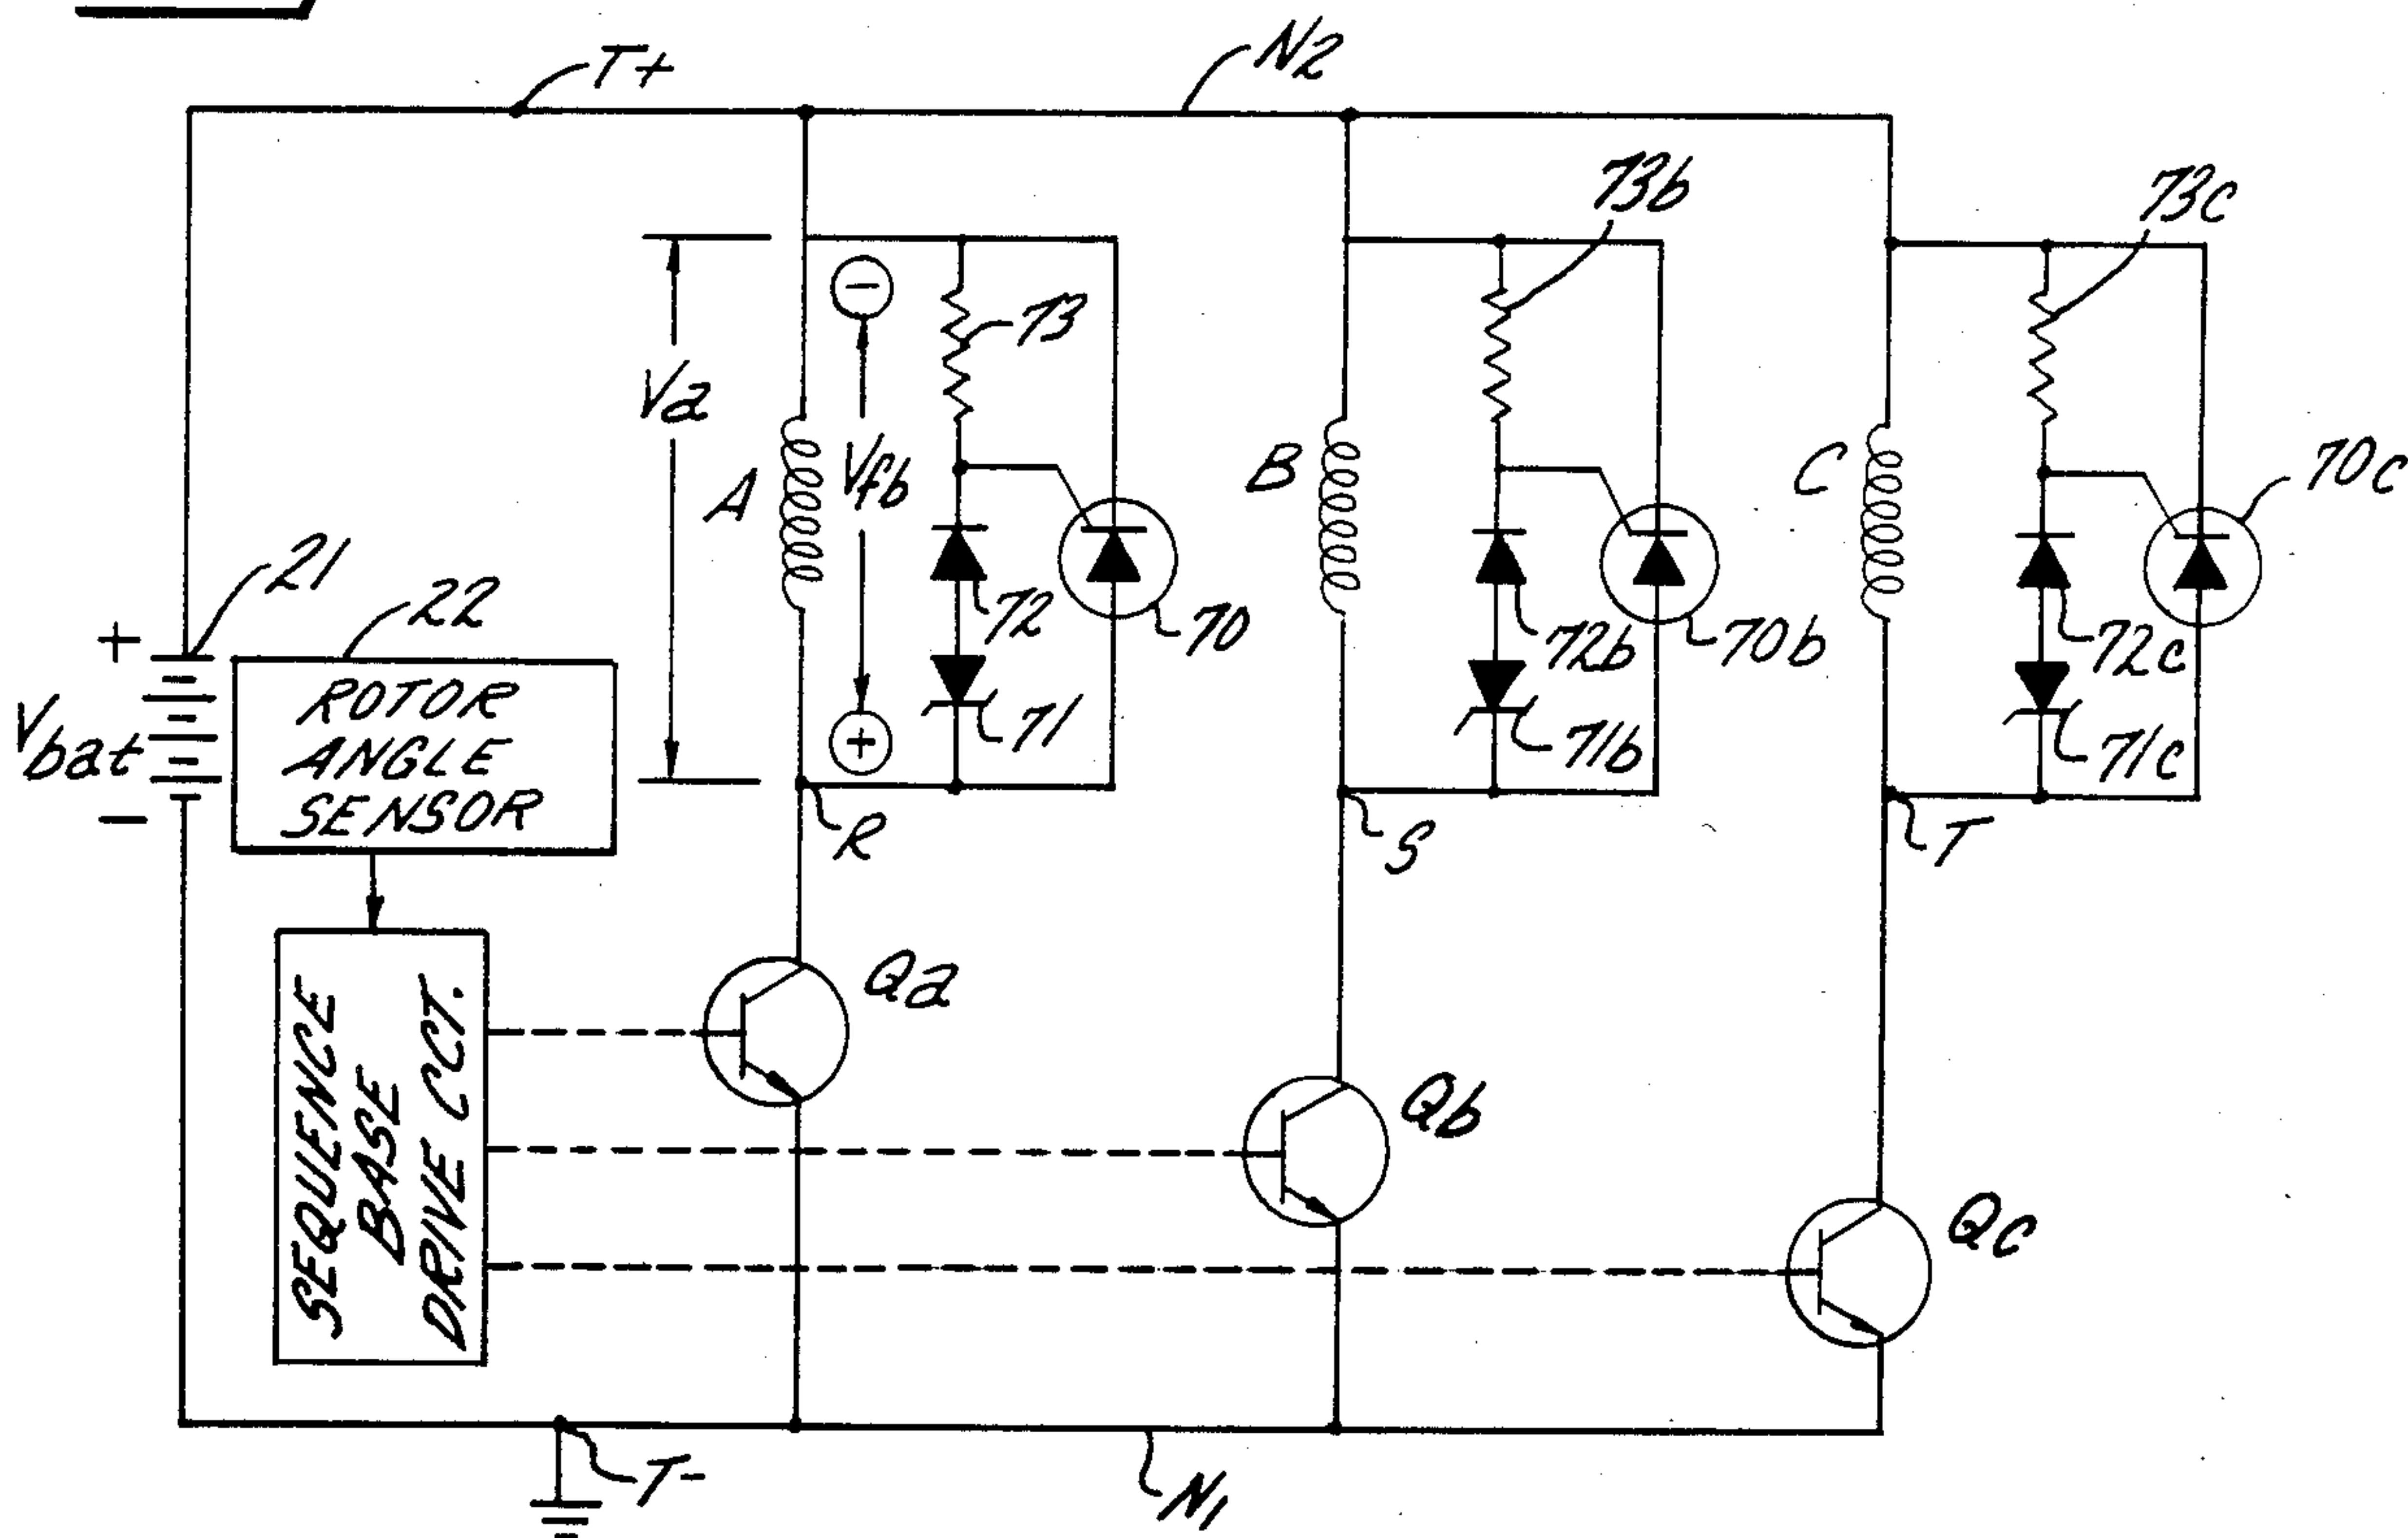 T+
N2
73b
73c
Va
Vfb
73
A
B
C
70c
21
22
72
70
72b
70b
72c
+
Vbat
−
ROTOR
ANGLE
SENSOR
−
+
71
71b
71c
R
S
T
Qa
Qb
Qc
SEQUENCE
BASE
DRIVE CCT.
T-
N1